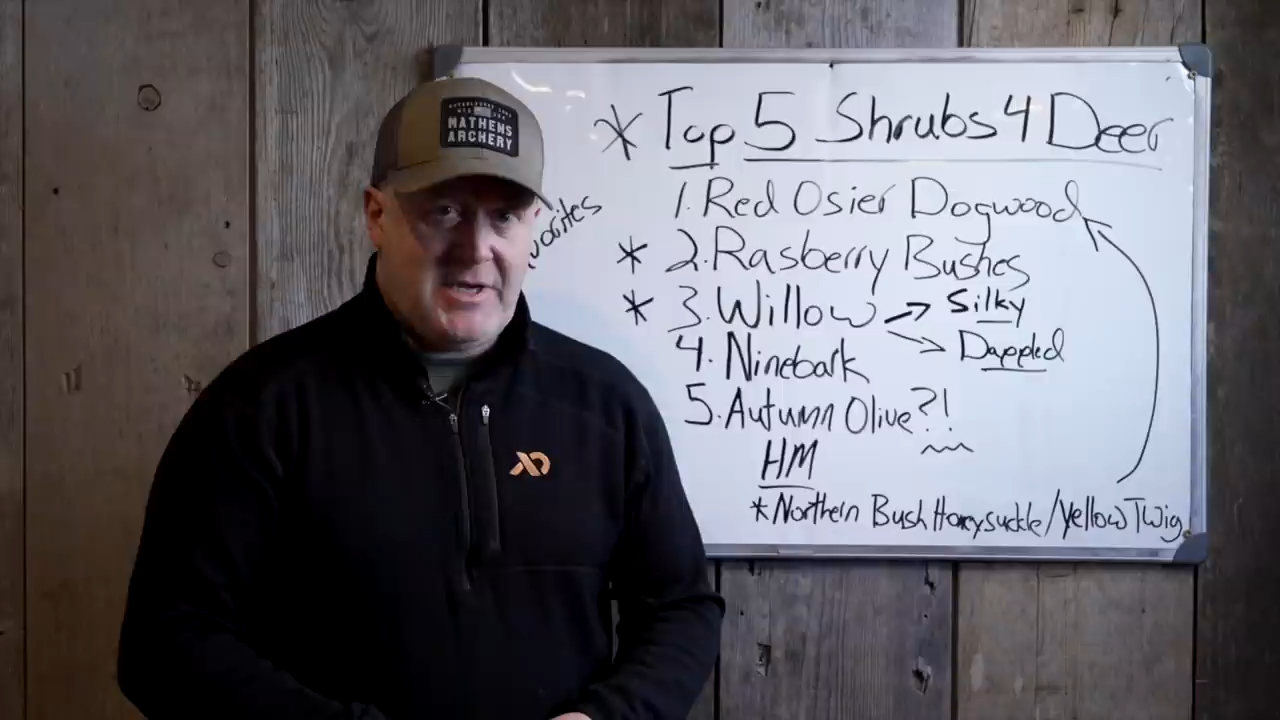 MATHEWS
ARCHERY
* Top 5 Shrubs 4 Deer
1. Red Osier Dogwood
* 2. Rasberry Bushes
* 3. Willow → Silky
→ Dappled
4. Ninebark
5. Autumn Olive?!
HM
* Northern Bush Honeysuckle/Yellow Twig